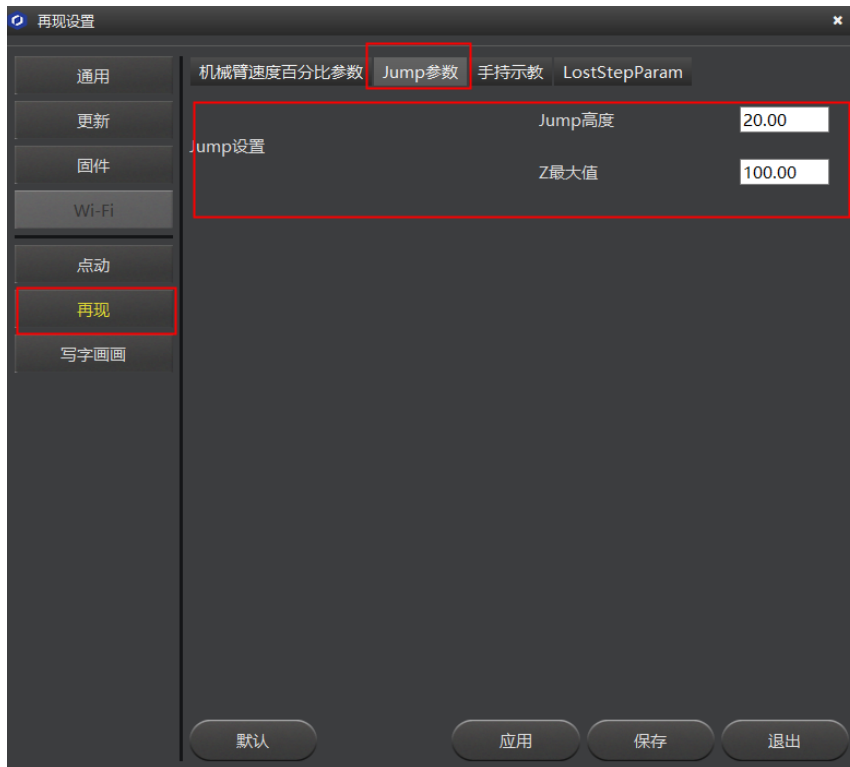 再现设置
通用
更新
固件
Wi-Fi
点动
再现
写字画画
机械臂速度百分比参数 Jump参数 手持示教 LostStepParam
Jump设置
Jump高度 20.00
Z最大值 100.00
默认 应用 保存 退出